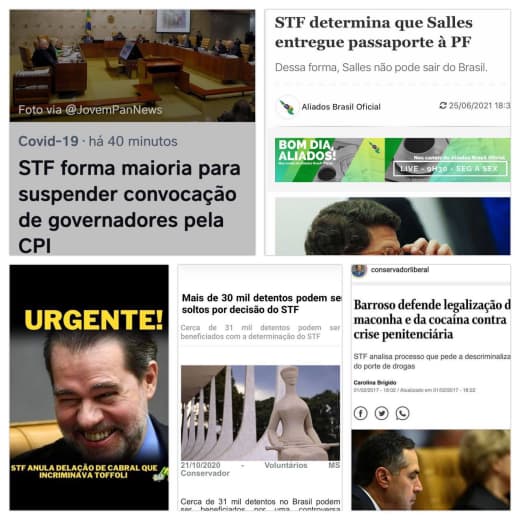 Foto via @JovemPanNews
Covid-19 · há 40 minutos
STF forma maioria para
suspender convocação
de governadores pela
CPI
STF determina que Salles
entregue passaporte à PF
Dessa forma, Salles não pode sair do Brasil.
Aliados Brasil Oficial
25/06/2021 18:3
BOM DIA,
ALIADOS!
LIVE - 9H30 - SEG A SEX
URGENTE!
STF ANULA DELAÇÃO DE CABRAL QUE
INCRIMINAVA TOFFOLI
Mais de 30 mil detentos podem se
soltos por decisão do STF
Cerca de 31 mil detentos podem ser
beneficiados com a determinação do STF
21/10/2020 - Voluntários MS
Conservador
Cerca de 31 mil detentos no Brasil podem
ser beneficiados por uma controversa
conservadorliberal
Barroso defende legalização d
maconha e da cocaína contra
crise penitenciária
STF analisa processo que pede a descriminaliza
do porte de drogas
Carolina Brígido
01/02/2017 - 18:02 / Atualizado em 01/02/2017 - 18:22